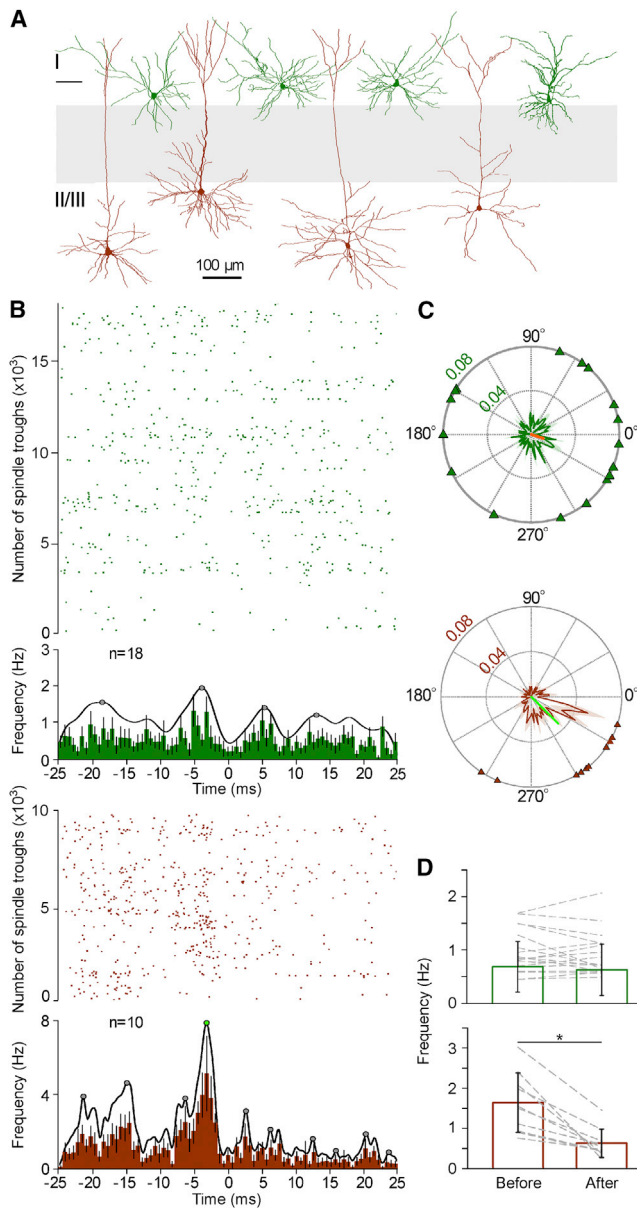 A
I
II/III
100 µm
B
Number of spindle troughs (x10³)
15
10
5
0
n=18
Frequency (Hz)
3
2
1
0
-25 -20 -15 -10 -5 0 5 10 15 20 25
Time (ms)
Number of spindle troughs (x10³)
10
5
0
n=10
Frequency (Hz)
8
4
0
-25 -20 -15 -10 -5 0 5 10 15 20 25
Time (ms)
C
90°
0.08
0.04
180° 0°
270°
90°
0.08
0.04
180° 0°
270°
D
Frequency (Hz)
2
1
0
*
3
2
1
0
Before After